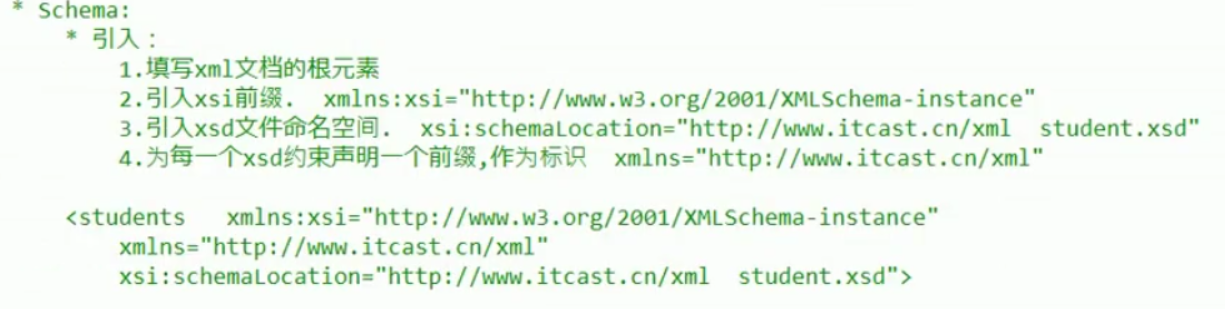 * Schema:
* 引入：
1.填写xml文档的根元素
2.引入xsi前缀.  xmlns:xsi="http://www.w3.org/2001/XMLSchema-instance"
3.引入xsd文件命名空间.  xsi:schemaLocation="http://www.itcast.cn/xml  student.xsd"
4.为每一个xsd约束声明一个前缀,作为标识  xmlns="http://www.itcast.cn/xml"
<students   xmlns:xsi="http://www.w3.org/2001/XMLSchema-instance"
xmlns="http://www.itcast.cn/xml"
xsi:schemaLocation="http://www.itcast.cn/xml  student.xsd">